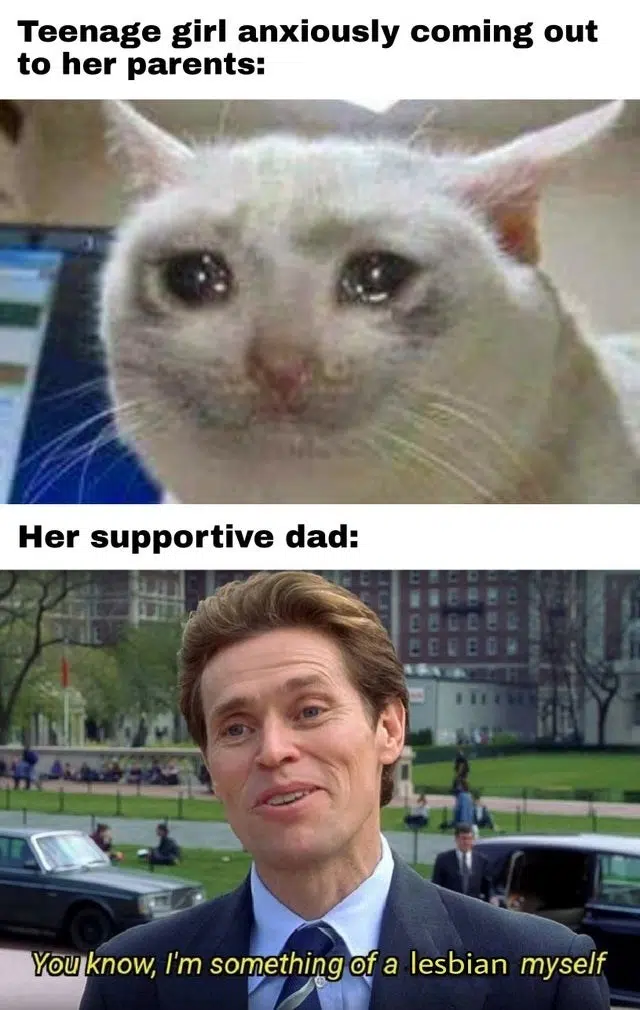 Teenage girl anxiously coming out
to her parents:
Her supportive dad:
You know, I'm something of a lesbian myself